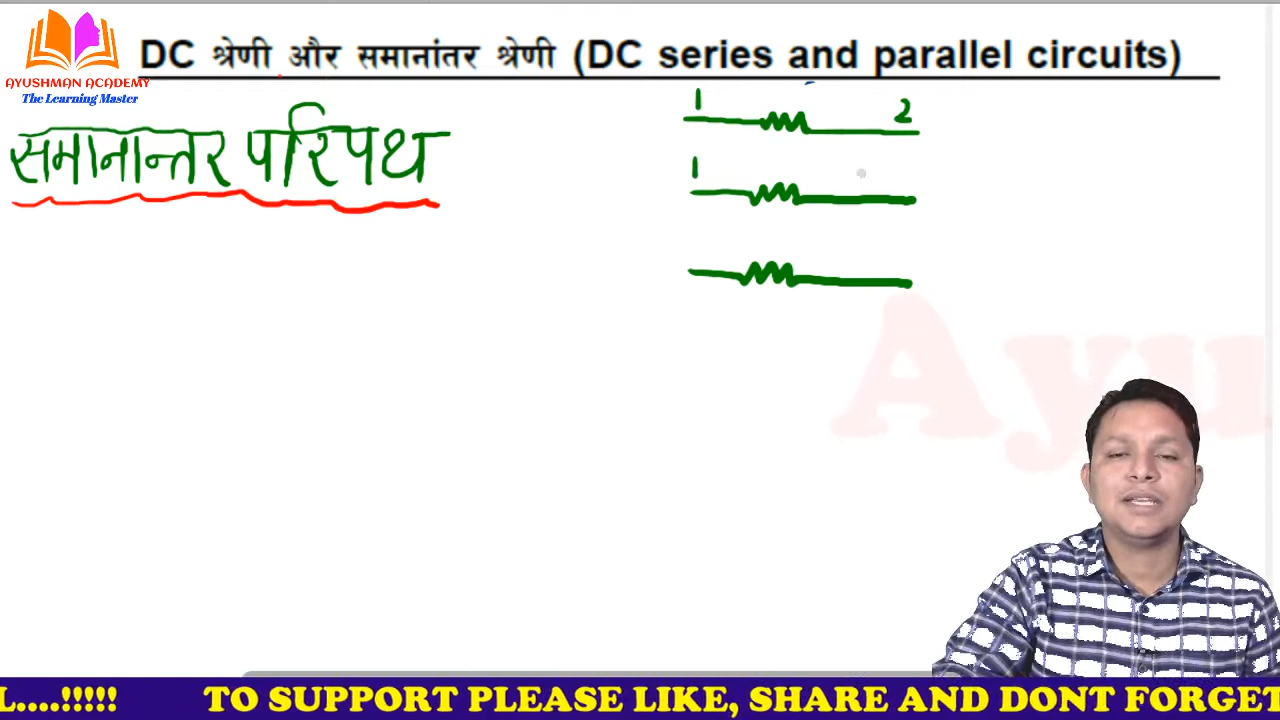 DC श्रेणी और समानांतर श्रेणी (DC series and parallel circuits)
AYUSHMAN ACADEMY
The Learning Master
समानान्तर परिपथ
1 2
1
Ayu
L....!!!!! TO SUPPORT PLEASE LIKE, SHARE AND DONT FORGET